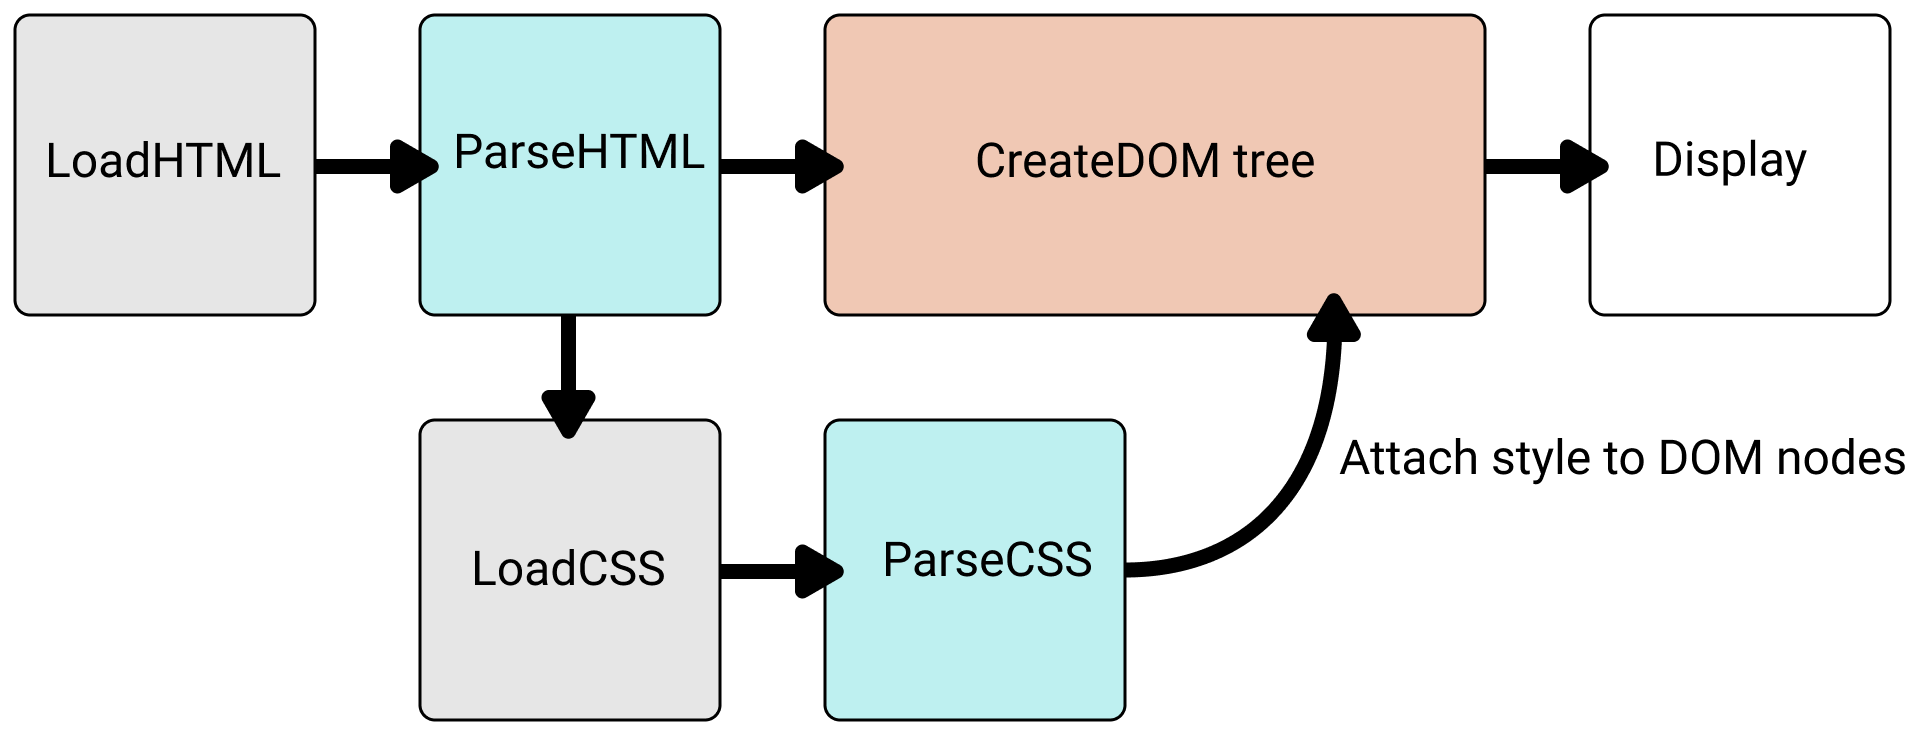 LoadHTML
ParseHTML
CreateDOM tree
Display
Attach style to DOM nodes
LoadCSS
ParseCSS